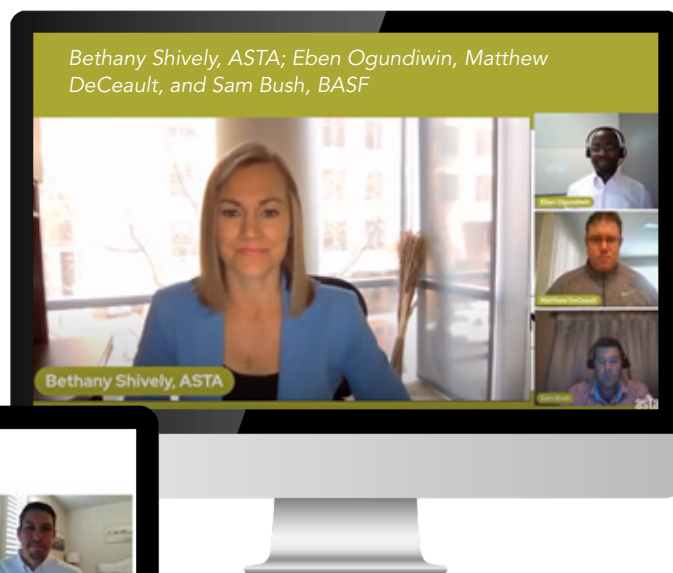 Bethany Shively, ASTA; Eben Ogundiwin, Matthew
DeCeault, and Sam Bush, BASF
Eben Ogundiwin
Matthew DeCeault
Bethany Shively, ASTA
Sam Bush
asta